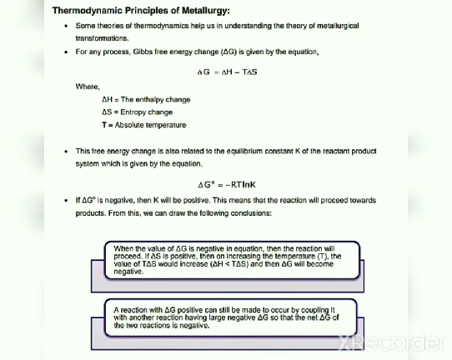 Thermodynamic Principles of Metallurgy:
• Some theories of thermodynamics help us in understanding the theory of metallurgical
transformations.
• For any process, Gibbs free energy change (ΔG) is given by the equation,
ΔG = ΔH – TΔS
Where,
ΔH = The enthalpy change
ΔS = Entropy change
T = Absolute temperature
• This free energy change is also related to the equilibrium constant K of the reactant product
system which is given by the equation,
ΔG° = –RTlnK
• If ΔG° is negative, then K will be positive. This means that the reaction will proceed towards
products. From this, we can draw the following conclusions:
When the value of ΔG is negative in equation, then the reaction will
proceed. If ΔS is positive, then on increasing the temperature (T), the
value of TΔS would increase (ΔH < TΔS) and then ΔG will become
negative.
A reaction with ΔG positive can still be made to occur by coupling it
with another reaction having large negative ΔG so that the net ΔG of
the two reactions is negative.
XRecorder